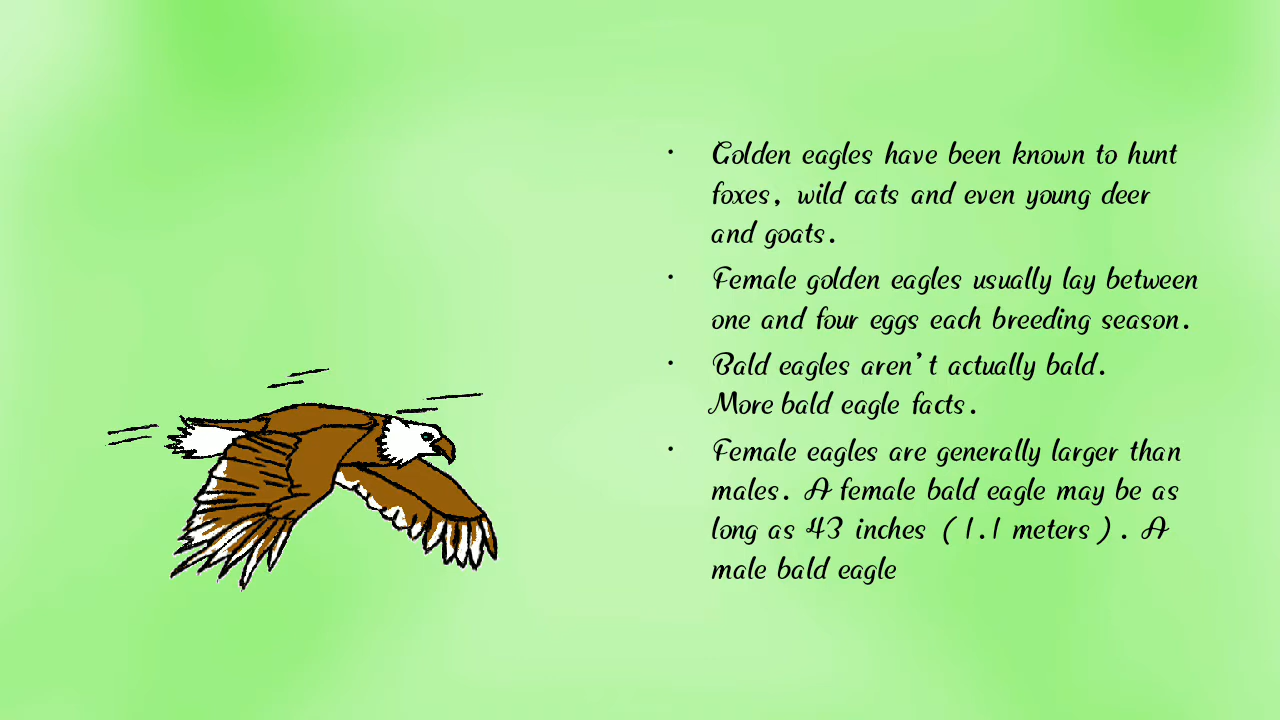 · Golden eagles have been known to hunt
foxes, wild cats and even young deer
and goats.
· Female golden eagles usually lay between
one and four eggs each breeding season.
· Bald eagles aren't actually bald.
More bald eagle facts.
· Female eagles are generally larger than
males. A female bald eagle may be as
long as 43 inches (1.1 meters). A
male bald eagle